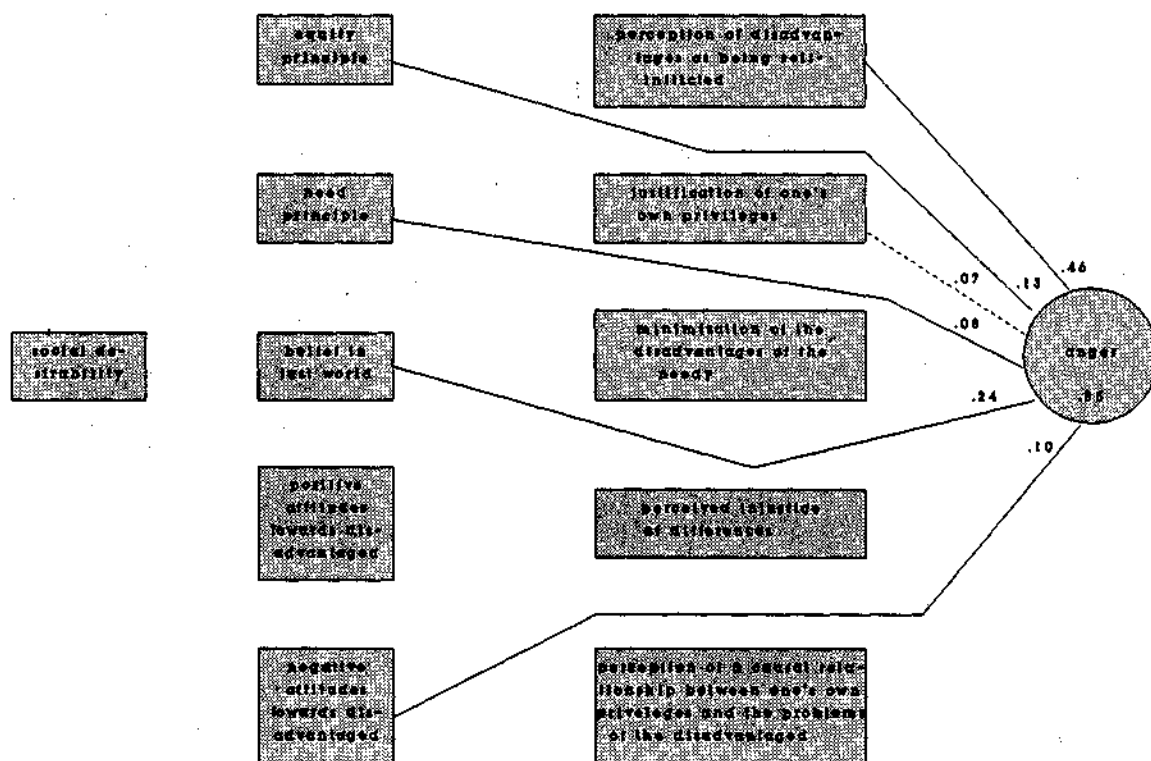 equity
principle
perception of disadvan-
tages as being self-
inflicted
need
principle
justification of one's
own privileges
.07
.13
.46
.08
social de-
sirability
belief in
just world
minimisation of the
disadvantages of the
needy
anger
.24
.10
positive
attitudes
towards dis-
advantaged
perceived injustice
of differences
negative
attitudes
towards dis-
advantaged
perception of a causal rela-
tionship between one's own
priveleges and the problems
of the disadvantaged